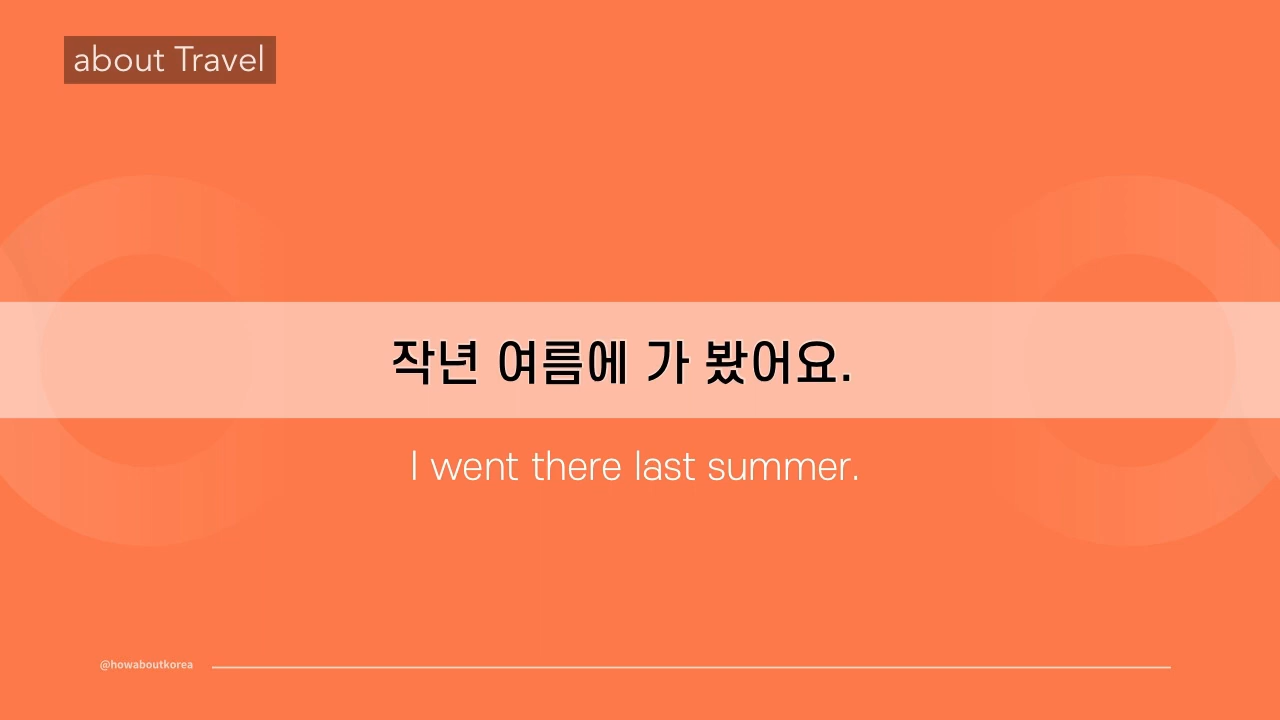 about Travel
작년 여름에 가 봤어요.
I went there last summer.
@howaboutkorea